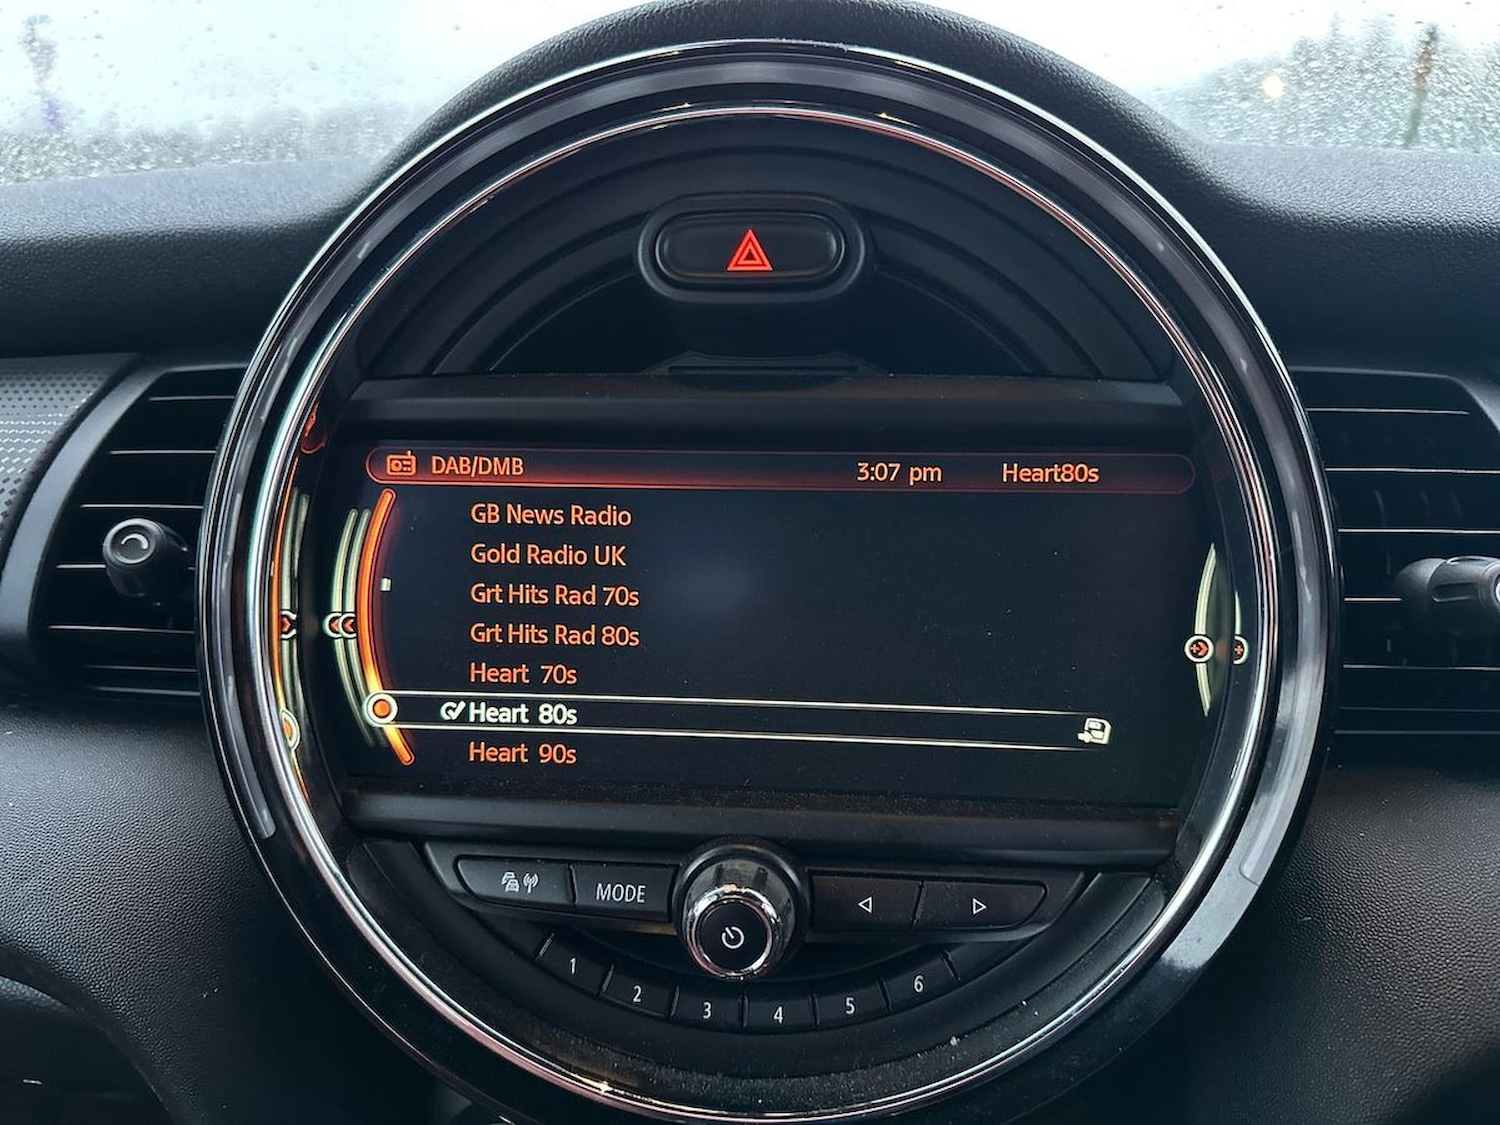 DAB/DMB 3:07 pm Heart80s
GB News Radio
Gold Radio UK
Grt Hits Rad 70s
Grt Hits Rad 80s
Heart 70s
Heart 80s
Heart 90s
MODE
1 2 3 4 5 6